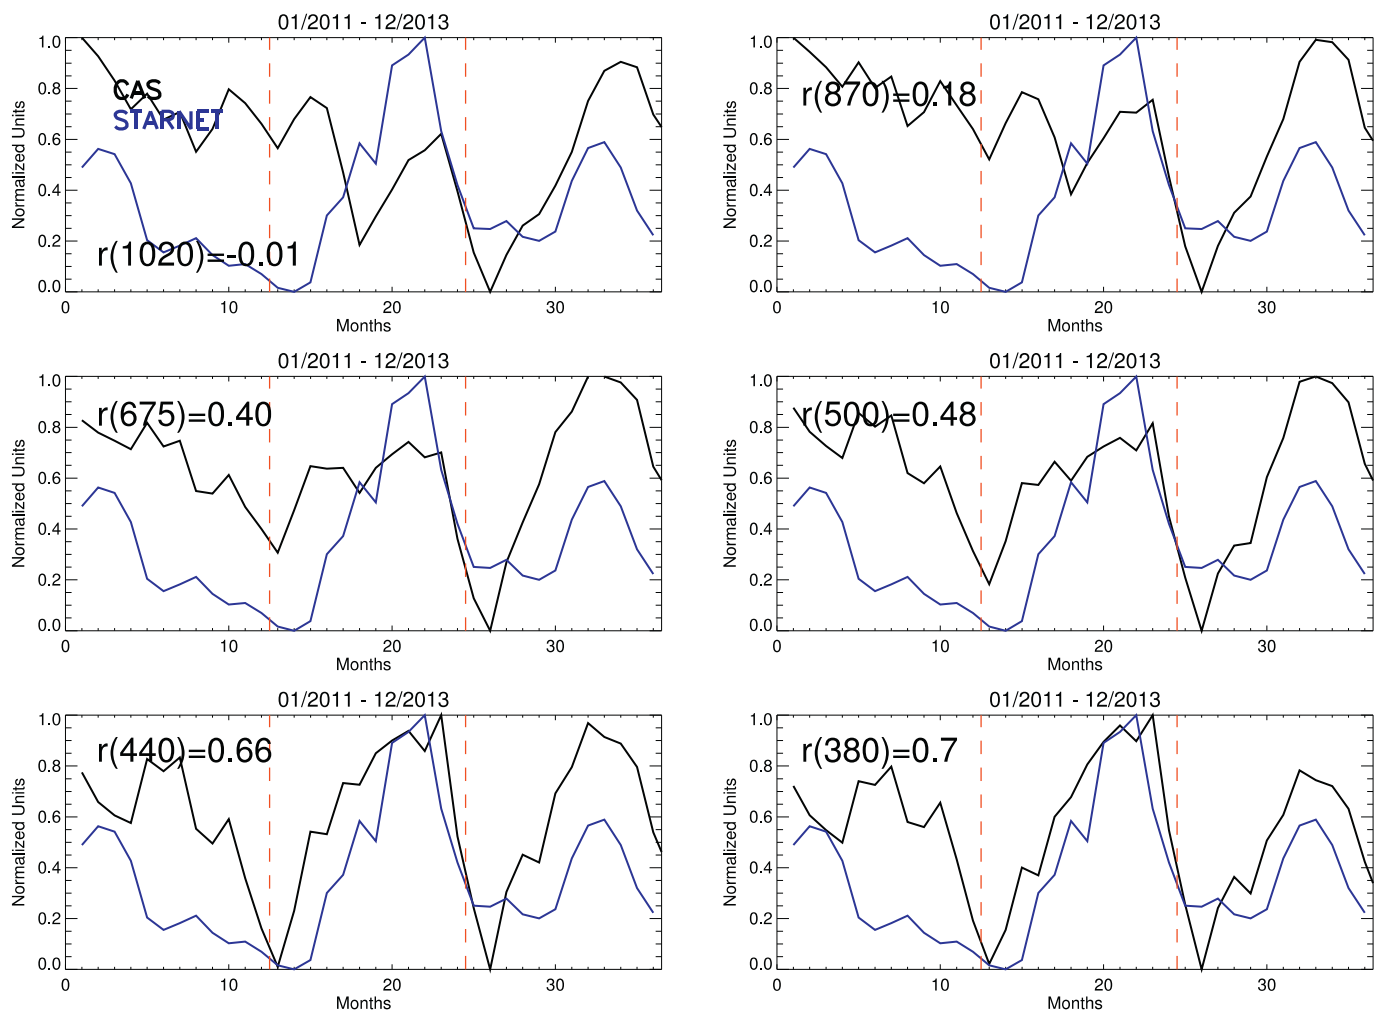 01/2011 - 12/2013
1.0
0.8
0.6
0.4
0.2
0.0
Normalized Units
CAS
STARNET
r(1020)=-0.01
0 10 20 30
Months
01/2011 - 12/2013
1.0
0.8
0.6
0.4
0.2
0.0
Normalized Units
r(870)=0.18
0 10 20 30
Months
01/2011 - 12/2013
1.0
0.8
0.6
0.4
0.2
0.0
Normalized Units
r(675)=0.40
0 10 20 30
Months
01/2011 - 12/2013
1.0
0.8
0.6
0.4
0.2
0.0
Normalized Units
r(500)=0.48
0 10 20 30
Months
01/2011 - 12/2013
1.0
0.8
0.6
0.4
0.2
0.0
Normalized Units
r(440)=0.66
0 10 20 30
Months
01/2011 - 12/2013
1.0
0.8
0.6
0.4
0.2
0.0
Normalized Units
r(380)=0.7
0 10 20 30
Months